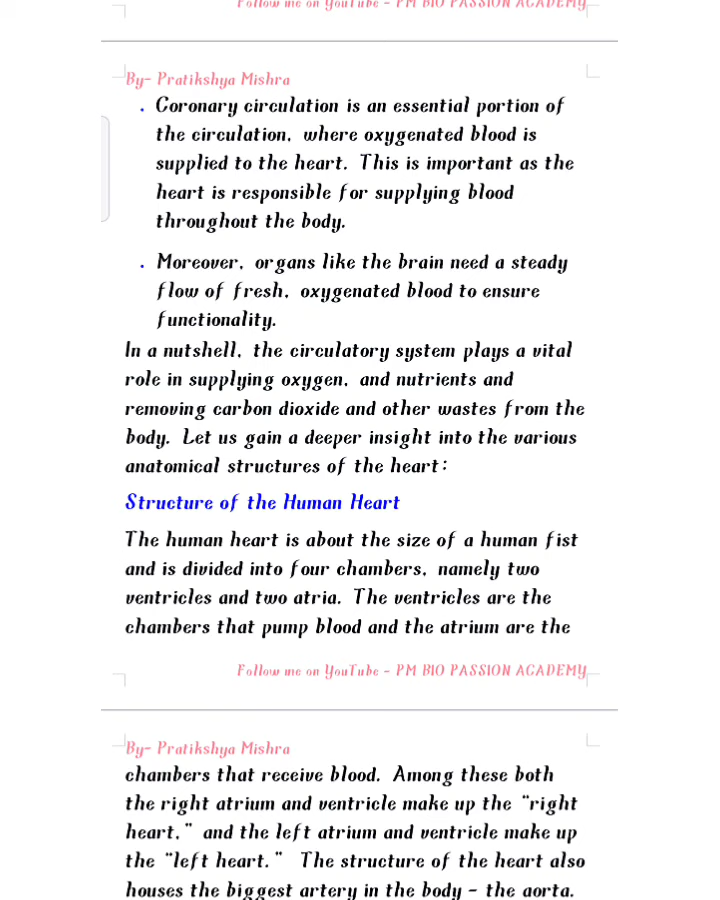 Follow me on YouTube - PM BIO PASSION ACADEMY
By- Pratikshya Mishra
. Coronary circulation is an essential portion of
the circulation, where oxygenated blood is
supplied to the heart. This is important as the
heart is responsible for supplying blood
throughout the body.
. Moreover, organs like the brain need a steady
flow of fresh, oxygenated blood to ensure
functionality.
In a nutshell, the circulatory system plays a vital
role in supplying oxygen, and nutrients and
removing carbon dioxide and other wastes from the
body. Let us gain a deeper insight into the various
anatomical structures of the heart:
Structure of the Human Heart
The human heart is about the size of a human fist
and is divided into four chambers, namely two
ventricles and two atria. The ventricles are the
chambers that pump blood and the atrium are the
Follow me on YouTube - PM BIO PASSION ACADEMY
By- Pratikshya Mishra
chambers that receive blood. Among these both
the right atrium and ventricle make up the "right
heart," and the left atrium and ventricle make up
the "left heart." The structure of the heart also
houses the biggest artery in the body - the aorta.